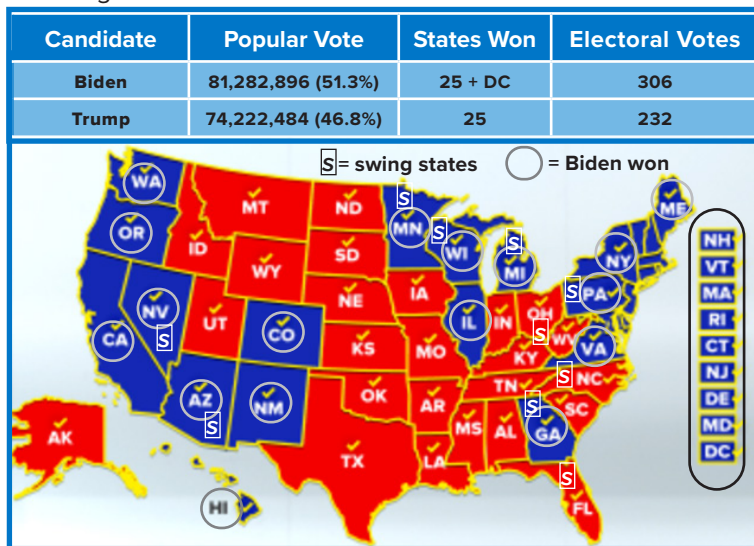 Candidate Popular Vote States Won Electoral Votes
Biden 81,282,896 (51.3%) 25 + DC 306
Trump 74,222,484 (46.8%) 25 232
S = swing states = Biden won
WA
MT
ND
S
MN
ME
OR
ID
S
WI
S
MI
NY
NH
SD
VT
WY
MA
NV
S
NE
IA
S
PA
RI
CA
UT
CO
IL
IN
OH
S
WV
VA
CT
KS
MO
KY
NJ
AZ
S
NM
OK
TN
S
NC
DE
AR
S
GA
SC
MD
AK
MS
AL
DC
TX
LA
S
FL
HI